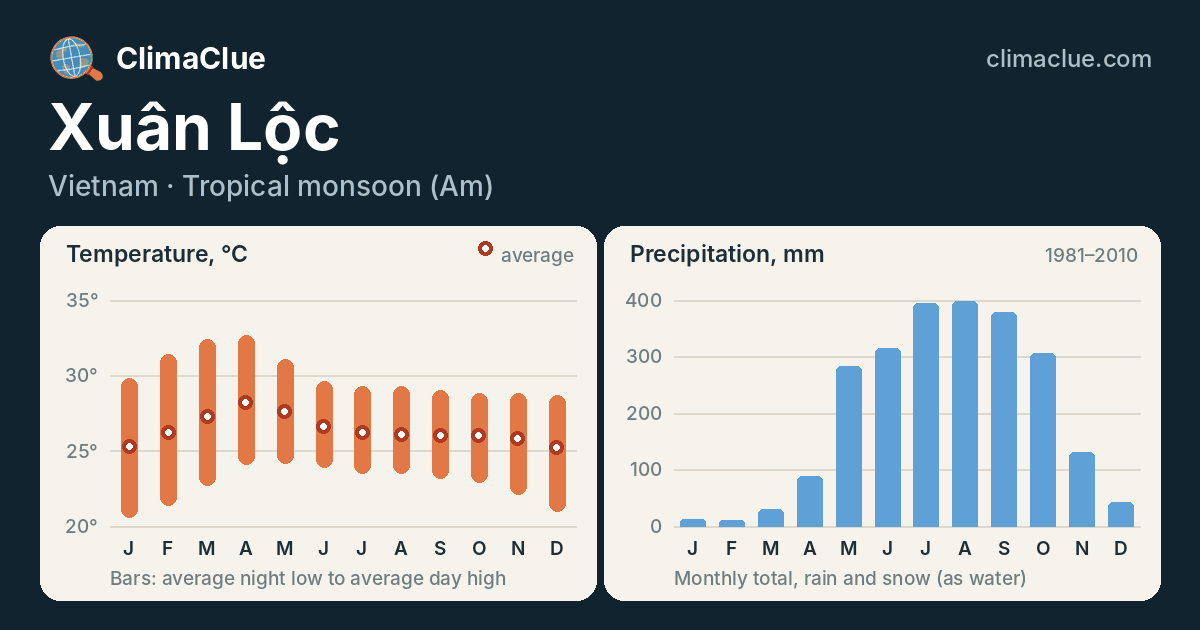 ClimaClue
climaclue.com
Xuân Lộc
Vietnam · Tropical monsoon (Am)
Temperature, °C
average
35°
30°
25°
20°
J F M A M J J A S O N D
Bars: average night low to average day high
Precipitation, mm
1981–2010
400
300
200
100
0
J F M A M J J A S O N D
Monthly total, rain and snow (as water)